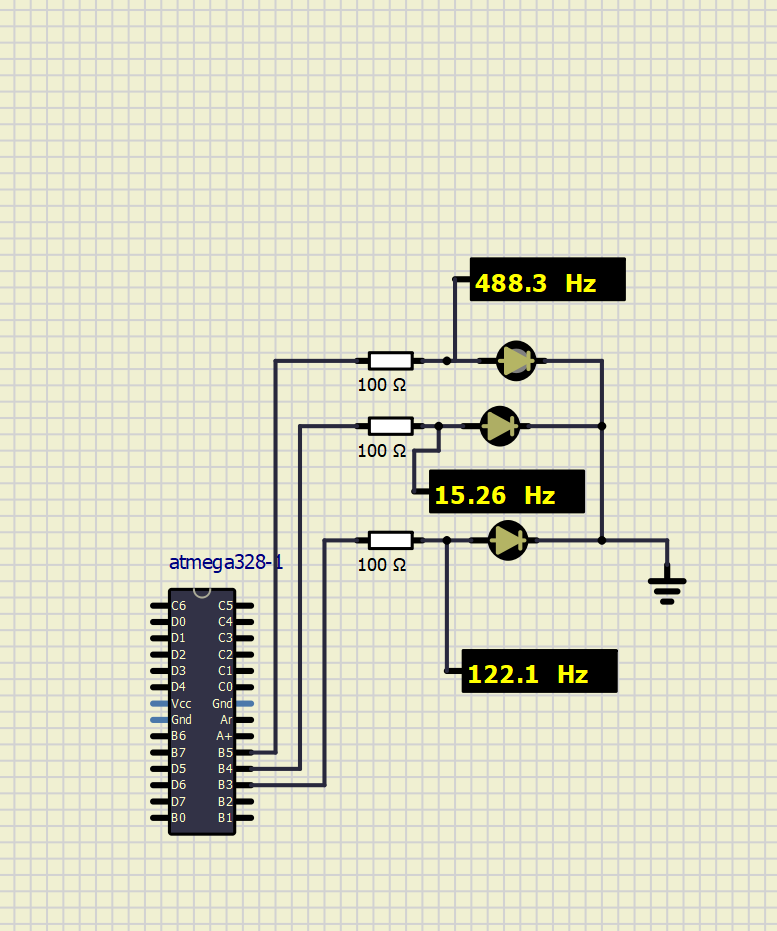 488.3 Hz
100 Ω
100 Ω
15.26 Hz
100 Ω
atmega328-1
122.1 Hz
C6 C5
D0 C4
D1 C3
D2 C2
D3 C1
D4 C0
Vcc Gnd
Gnd Ar
B6 A+
B7 B5
D5 B4
D6 B3
D7 B2
B0 B1